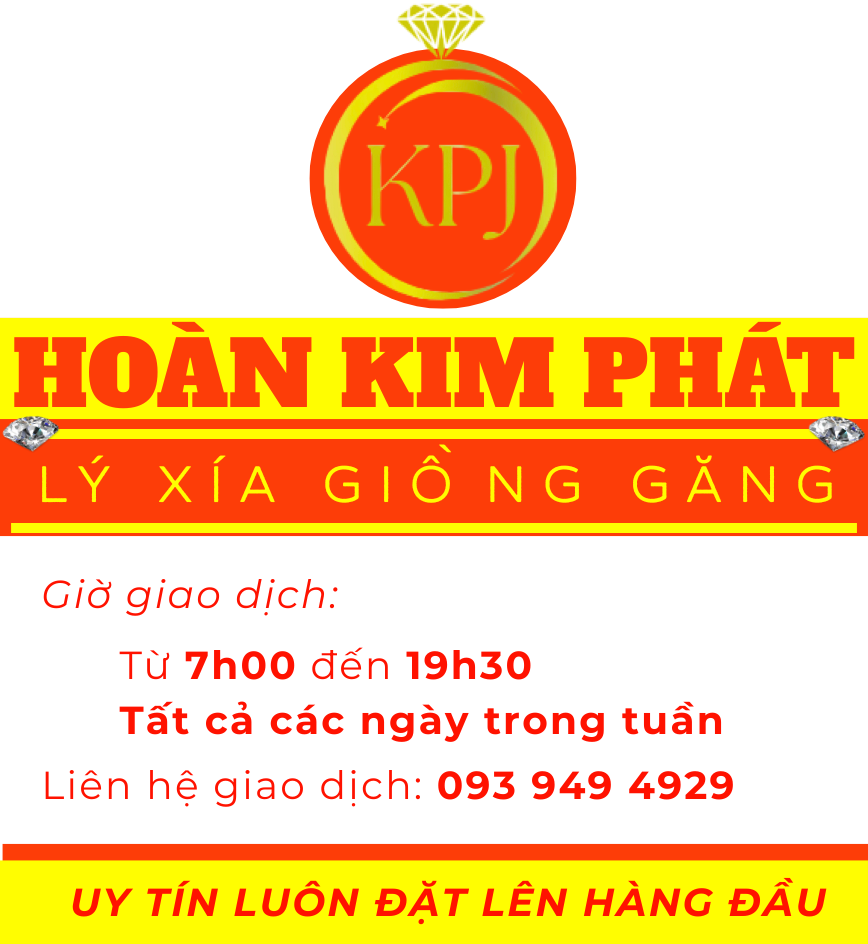 KPJ
HOÀN KIM PHÁT
LÝ XÍA GIỒNG GĂNG
Giờ giao dịch:
Từ 7h00 đến 19h30
Tất cả các ngày trong tuần
Liên hệ giao dịch: 093 949 4929
UY TÍN LUÔN ĐẶT LÊN HÀNG ĐẦU